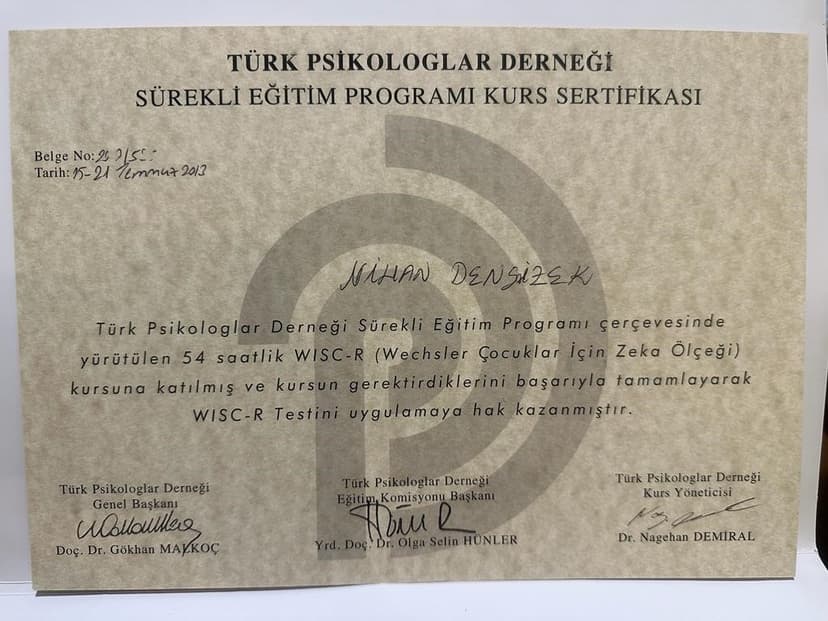 TÜRK PSİKOLOGLAR DERNEĞİ
SÜREKLİ EĞİTİM PROGRAMI KURS SERTİFİKASI
Belge No:
Tarih: 15-21 Temmuz 2013
NİHAN DENGİZEK
Türk Psikologlar Derneği Sürekli Eğitim Programı çerçevesinde
yürütülen 54 saatlik WISC-R (Wechsler Çocuklar İçin Zeka Ölçeği)
kursuna katılmış ve kursun gerektirdiklerini başarıyla tamamlayarak
WISC-R Testini uygulamaya hak kazanmıştır.
Türk Psikologlar Derneği
Genel Başkanı
Doç. Dr. Gökhan MALKOÇ
Türk Psikologlar Derneği
Eğitim Komisyonu Başkanı
Yrd. Doç. Dr. Olga Selin HÜNLER
Türk Psikologlar Derneği
Kurs Yöneticisi
Dr. Nagehan DEMİRAL